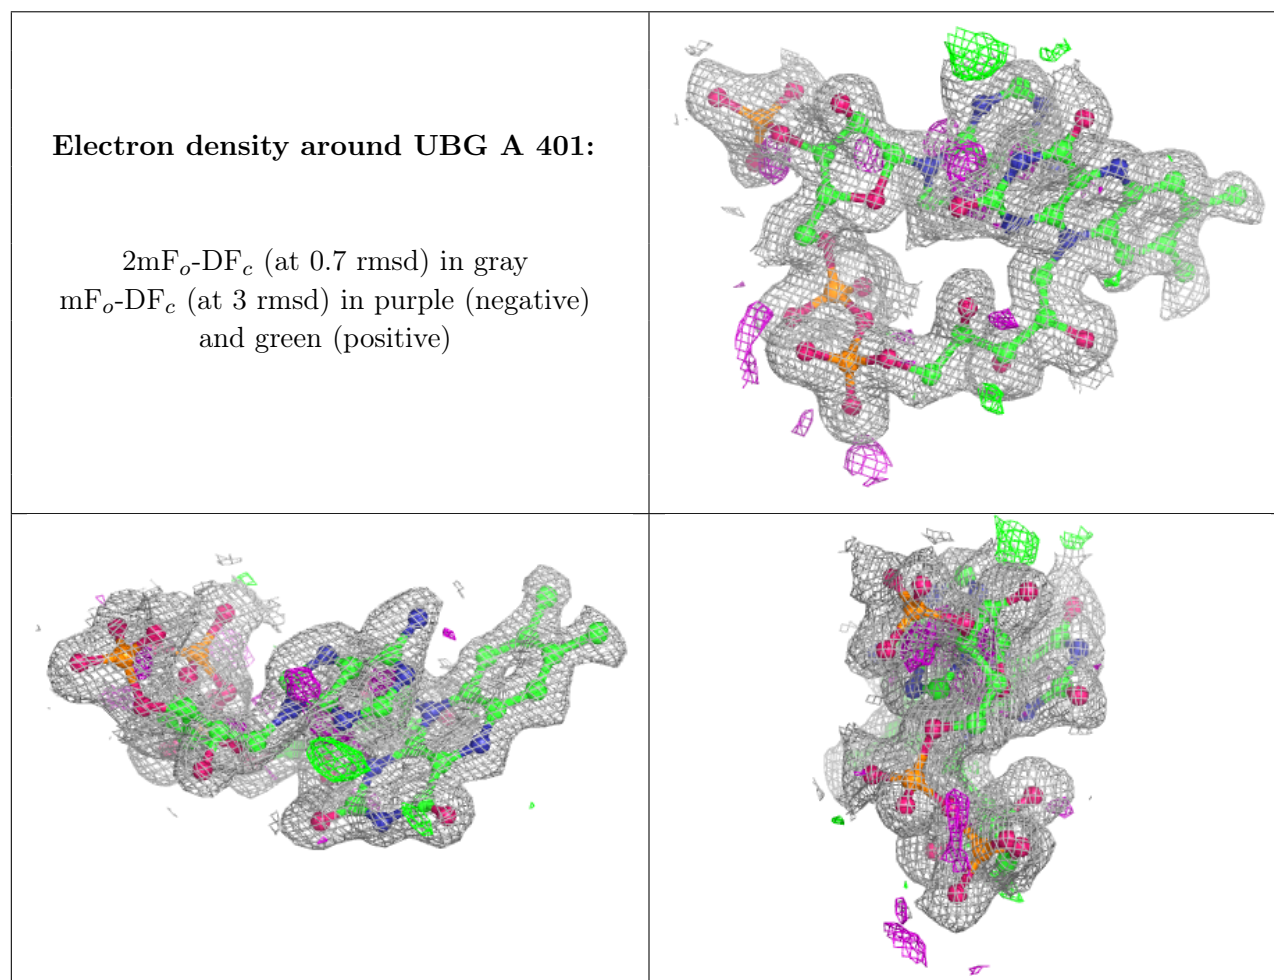 Electron density around UBG A 401:
2mFₒ-DF𝒸 (at 0.7 rmsd) in gray
mFₒ-DF𝒸 (at 3 rmsd) in purple (negative)
and green (positive)